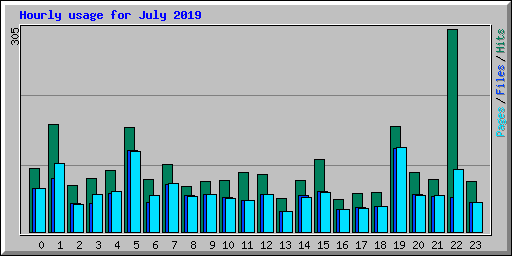 Hourly usage for July 2019
305
Pages/Files/Hits
0 1 2 3 4 5 6 7 8 9 10 11 12 13 14 15 16 17 18 19 20 21 22 23